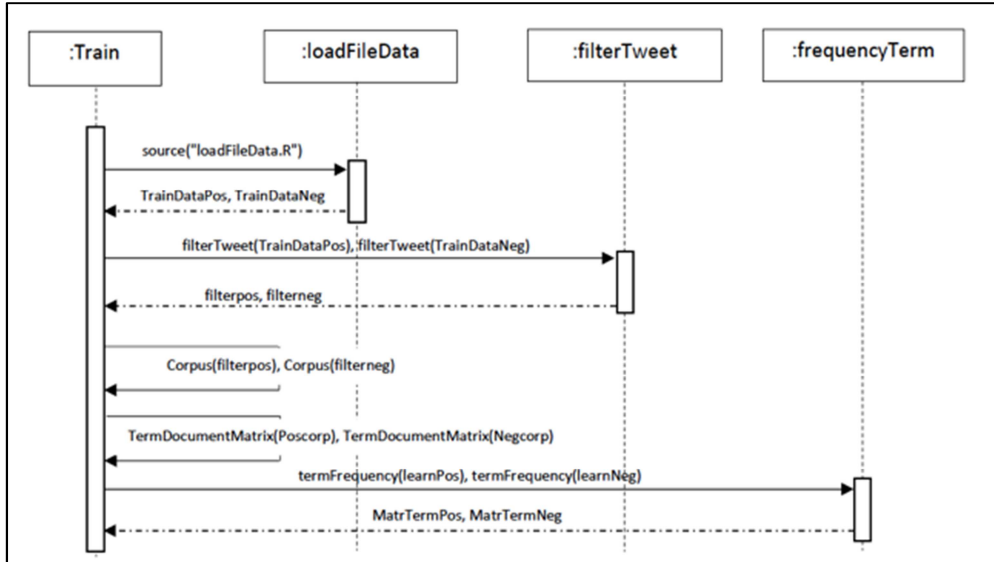 :Train
:loadFileData
:filterTweet
:frequencyTerm
source("loadFileData.R")
TrainDataPos, TrainDataNeg
filterTweet(TrainDataPos), filterTweet(TrainDataNeg)
filterpos, filterneg
Corpus(filterpos), Corpus(filterneg)
TermDocumentMatrix(Poscorp), TermDocumentMatrix(Negcorp)
termFrequency(learnPos), termFrequency(learnNeg)
MatrTermPos, MatrTermNeg